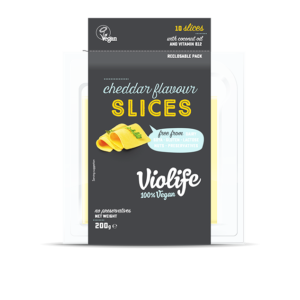 vegan
10 slices
with coconut oil
AND VITAMIN B12
RECLOSABLE PACK
cheddar flavour
SLICES
free from
Violife
100% Vegan
no preservatives
NET WEIGHT
200g e